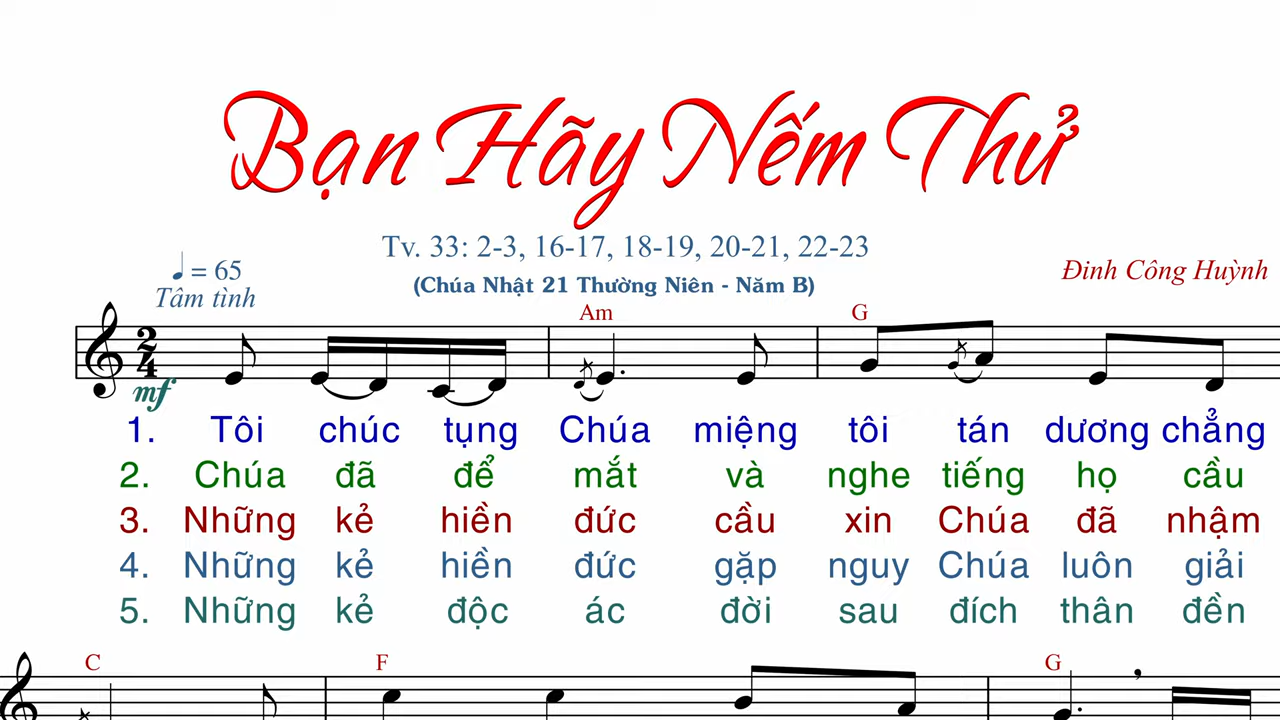 Bạn Hãy Nếm Thử
Tv. 33: 2-3, 16-17, 18-19, 20-21, 22-23
(Chúa Nhật 21 Thường Niên - Năm B)
Đinh Công Huỳnh
♩ = 65
Tâm tình
Am G
2
4
mf
1. Tôi chúc tụng Chúa miệng tôi tán dương chẳng
2. Chúa đã để mắt và nghe tiếng họ cầu
3. Những kẻ hiền đức cầu xin Chúa đã nhậm
4. Những kẻ hiền đức gặp nguy Chúa luôn giải
5. Những kẻ độc ác đời sau đích thân đền
C F G